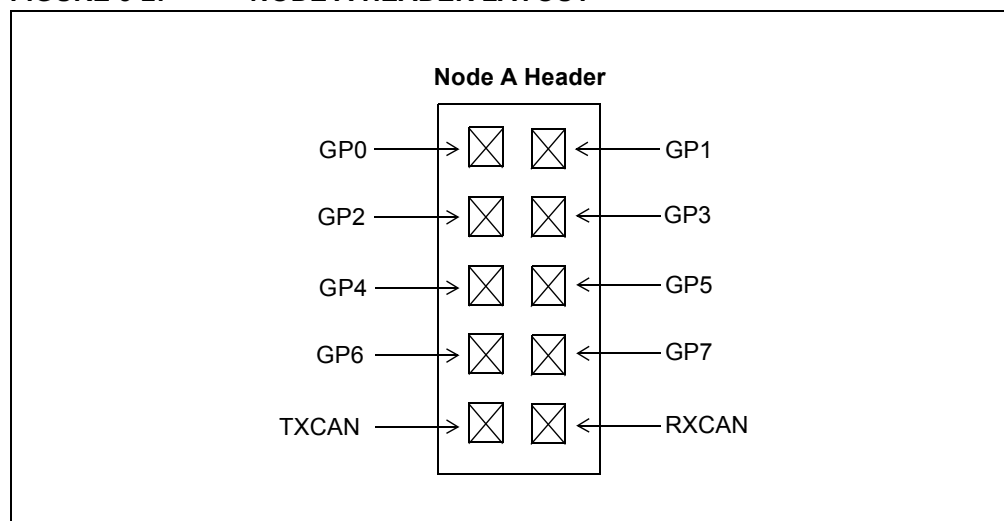 Node A Header
GP0 GP1
GP2 GP3
GP4 GP5
GP6 GP7
TXCAN RXCAN